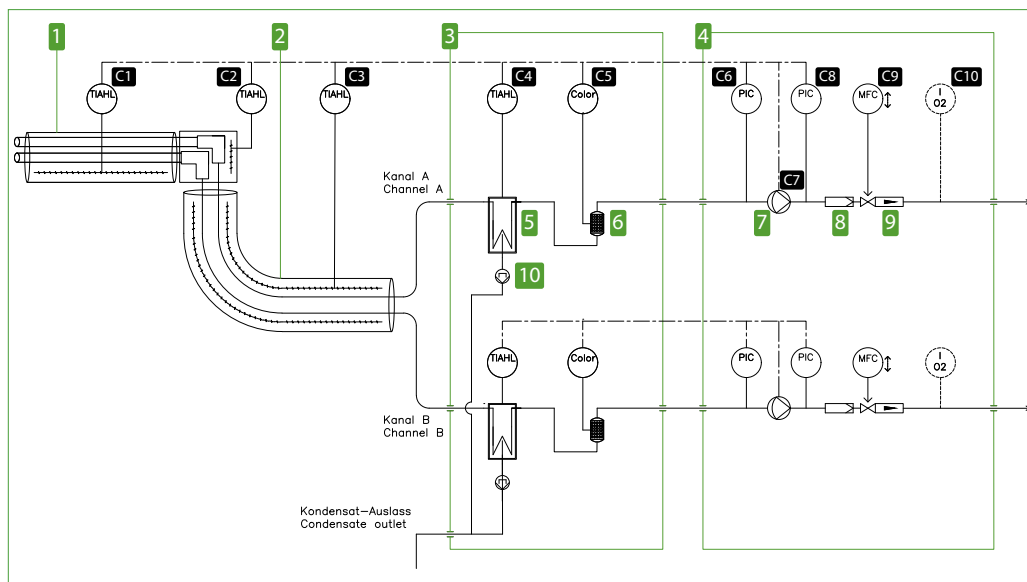 1
2
3
4
C1
C2
C3
C4
C5
C6
C8
C9
C10
TIAHL
TIAHL
TIAHL
TIAHL
Color
PIC
PIC
MFC
I
O2
Kanal A
Channel A
C7
5
6
7
8
9
10
TIAHL
Color
PIC
PIC
MFC
I
O2
Kanal B
Channel B
Kondensat-Auslass
Condensate outlet